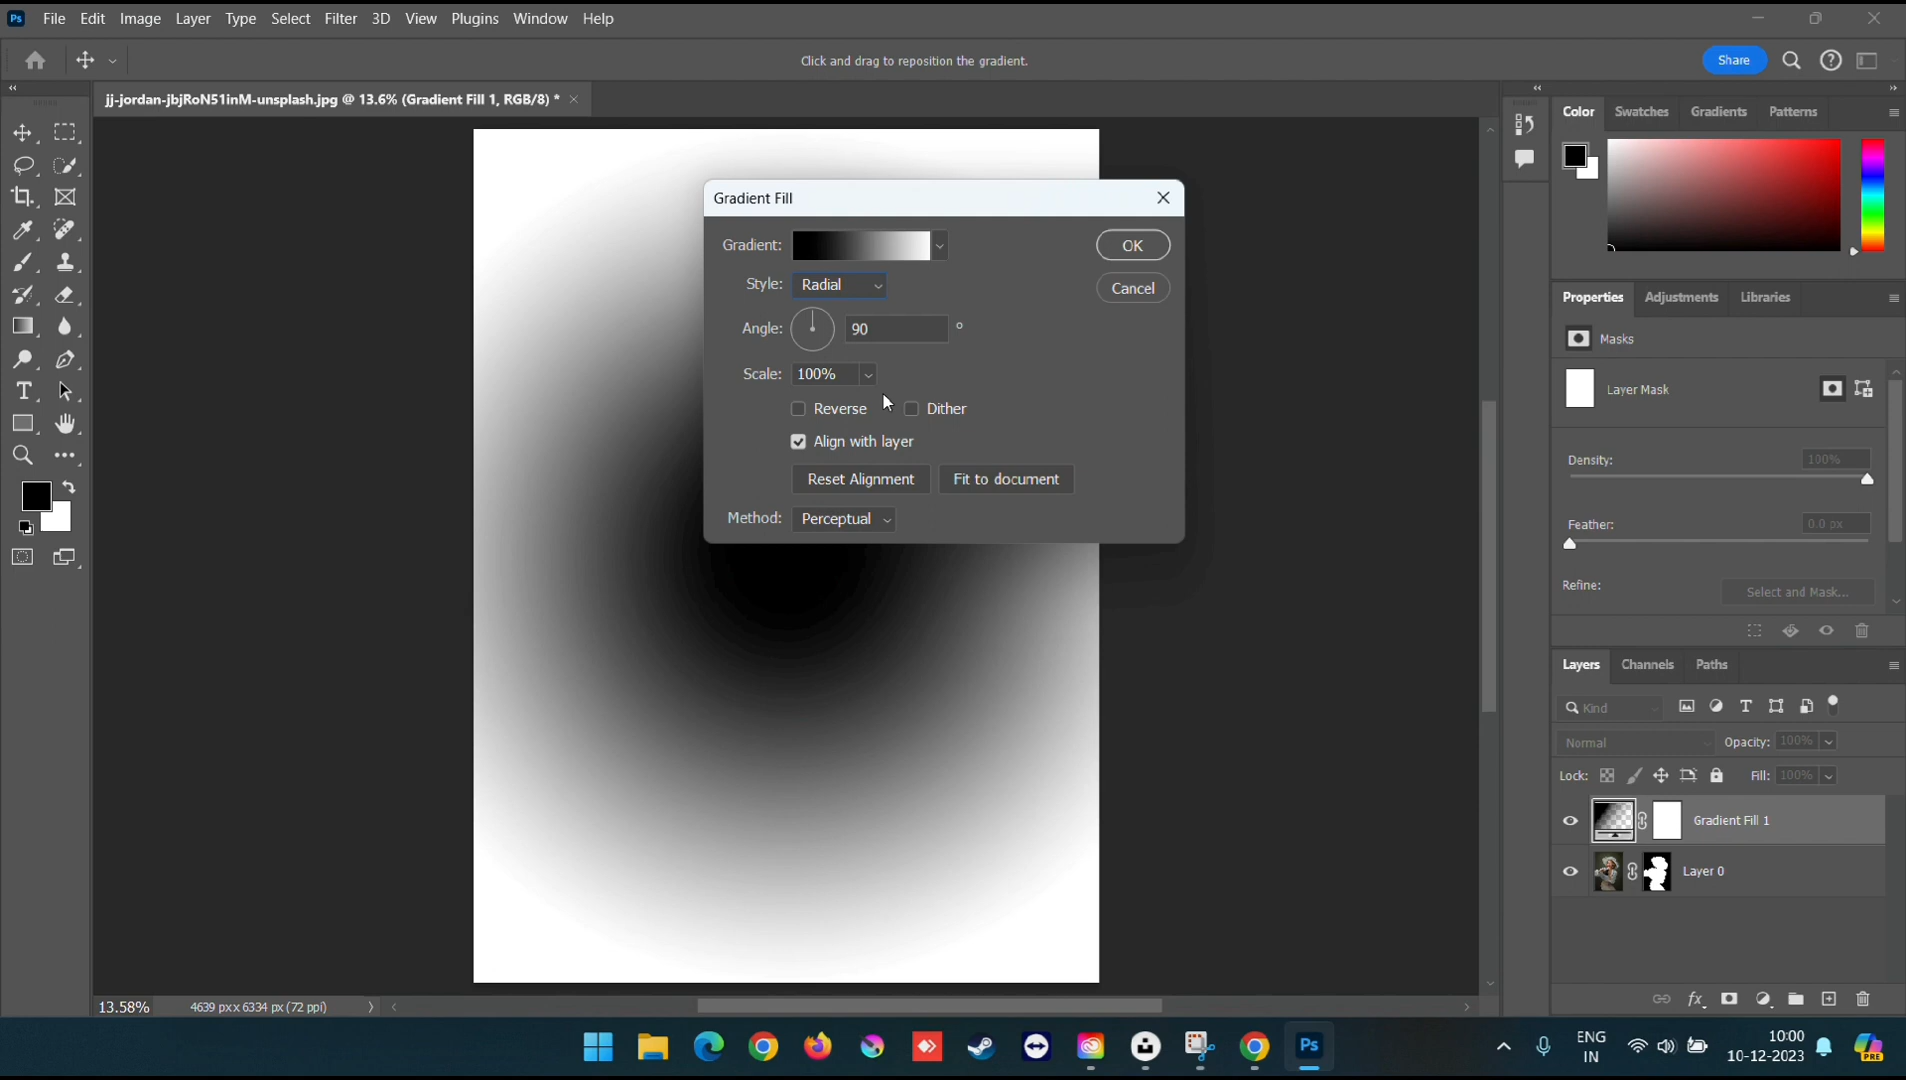 Ps File Edit Image Layer Type Select Filter 3D View Plugins Window Help
Click and drag to reposition the gradient.
Share
jj-jordan-jbjRoN51inM-unsplash.jpg @ 13.6% (Gradient Fill 1, RGB/8) *
Color Swatches Gradients Patterns
Gradient Fill
Gradient:
OK
Style: Radial
Cancel
Angle: 90 °
Scale: 100%
Reverse Dither
Align with layer
Reset Alignment Fit to document
Method: Perceptual
Properties Adjustments Libraries
Masks
Layer Mask
Density: 100%
Feather: 0.0 px
Refine: Select and Mask...
Layers Channels Paths
Kind
Normal Opacity: 100%
Lock: Fill: 100%
Gradient Fill 1
Layer 0
fx
13.58% 4639 px x 6334 px (72 ppi)
Ps
ENG
IN
10:00
10-12-2023
PRE